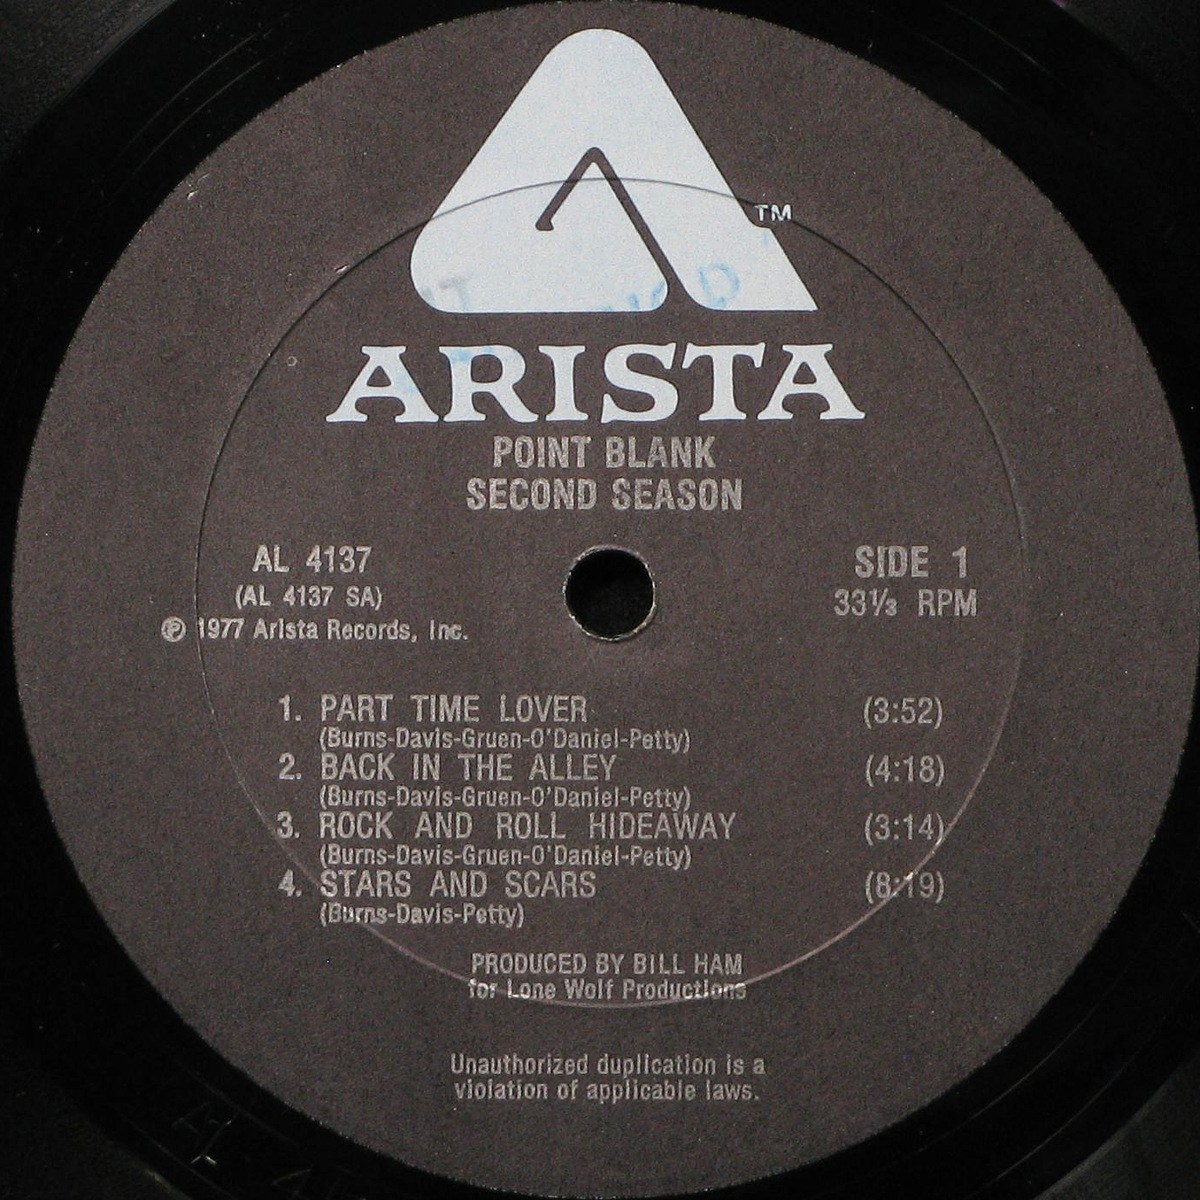 TM
ARISTA
POINT BLANK
SECOND SEASON
AL 4137
SIDE 1
(AL 4137 SA)
33⅓ RPM
℗ 1977 Arista Records, Inc.
1. PART TIME LOVER (3:52)
(Burns-Davis-Gruen-O'Daniel-Petty)
2. BACK IN THE ALLEY (4:18)
(Burns-Davis-Gruen-O'Daniel-Petty)
3. ROCK AND ROLL HIDEAWAY (3:14)
(Burns-Davis-Gruen-O'Daniel-Petty)
4. STARS AND SCARS (8:19)
(Burns-Davis-Petty)
PRODUCED BY BILL HAM
for Lone Wolf Productions
Unauthorized duplication is a
violation of applicable laws.